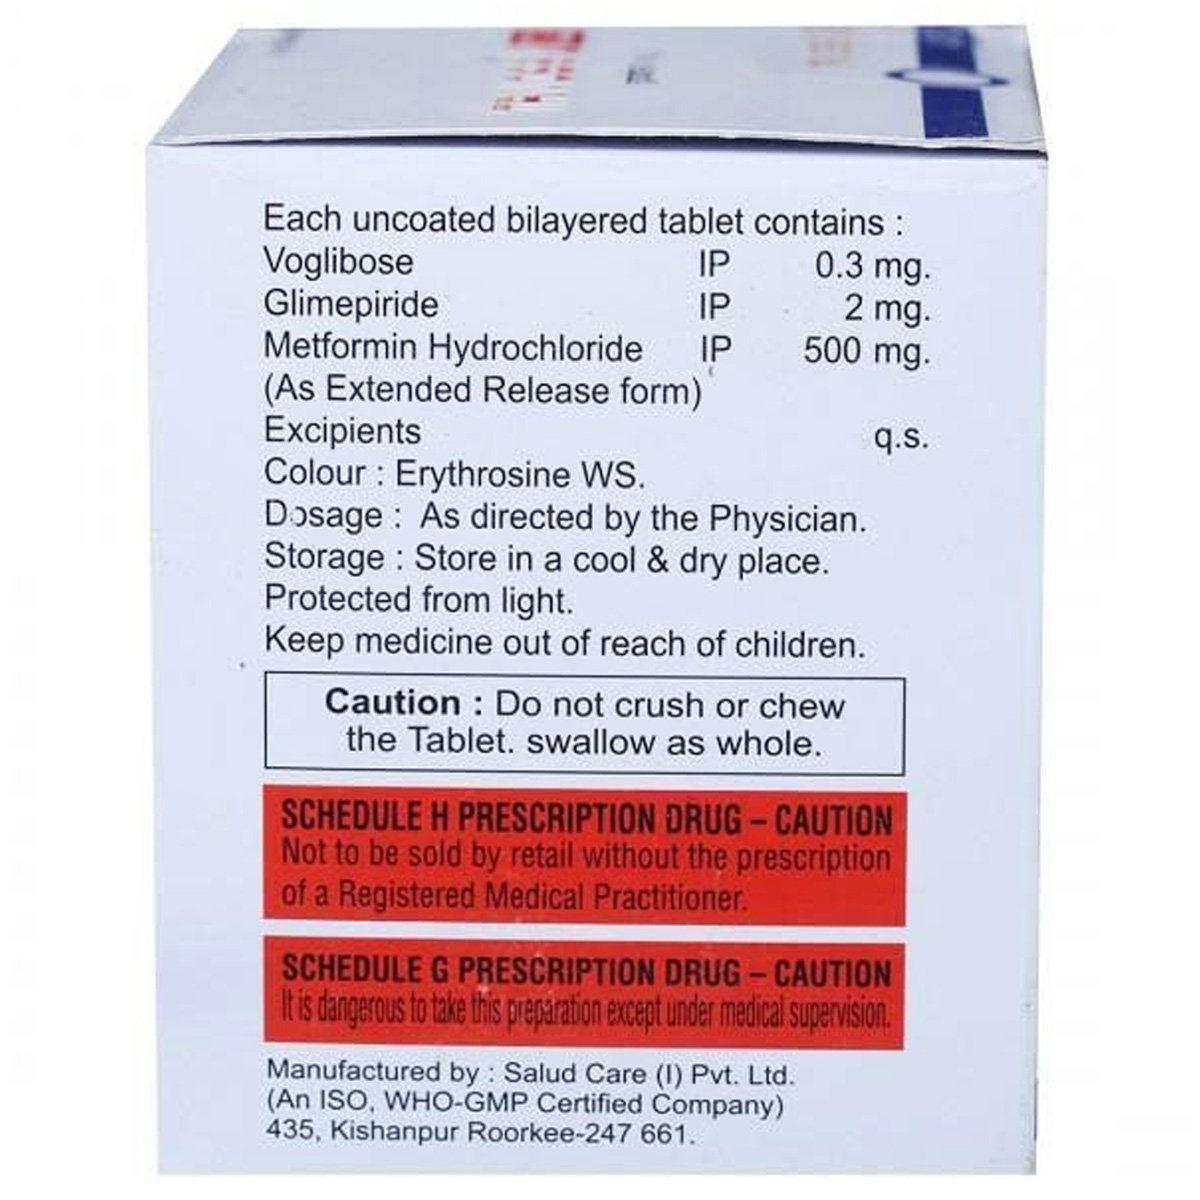 Each uncoated bilayered tablet contains :
Voglibose IP 0.3 mg.
Glimepiride IP 2 mg.
Metformin Hydrochloride IP 500 mg.
(As Extended Release form)
Excipients q.s.
Colour : Erythrosine WS.
Dosage : As directed by the Physician.
Storage : Store in a cool & dry place.
Protected from light.
Keep medicine out of reach of children.
Caution : Do not crush or chew
the Tablet. swallow as whole.
SCHEDULE H PRESCRIPTION DRUG – CAUTION
Not to be sold by retail without the prescription
of a Registered Medical Practitioner.
SCHEDULE G PRESCRIPTION DRUG – CAUTION
It is dangerous to take this preparation except under medical supervision.
Manufactured by : Salud Care (I) Pvt. Ltd.
(An ISO, WHO-GMP Certified Company)
435, Kishanpur Roorkee-247 661.